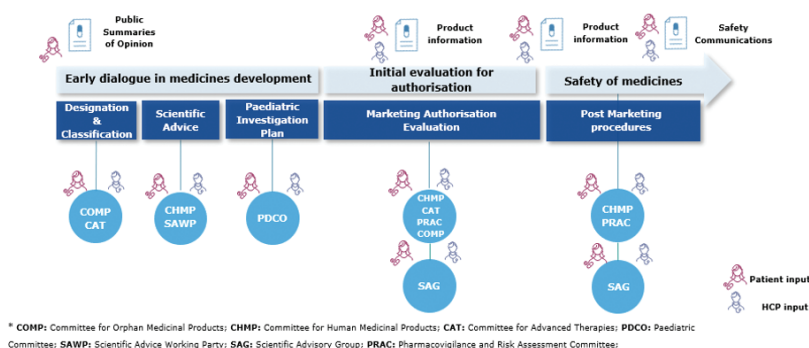 Public
Summaries
of Opinion
Product
information
Product
information
Safety
Communications
Early dialogue in medicines development
Initial evaluation for
authorisation
Safety of medicines
Designation
&
Classification
Scientific
Advice
Paediatric
Investigation
Plan
Marketing Authorisation
Evaluation
Post Marketing
procedures
COMP
CAT
CHMP
SAWP
PDCO
CHMP
CAT
PRAC
COMP
CHMP
PRAC
SAG
SAG
Patient input
HCP input
* COMP: Committee for Orphan Medicinal Products; CHMP: Committee for Human Medicinal Products; CAT: Committee for Advanced Therapies; PDCO: Paediatric
Committee; SAWP: Scientific Advice Working Party; SAG: Scientific Advisory Group; PRAC: Pharmacovigilance and Risk Assessment Committee;